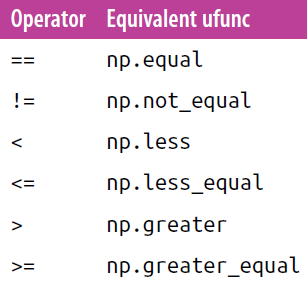 Operator Equivalent ufunc
== np.equal
!= np.not_equal
< np.less
<= np.less_equal
> np.greater
>= np.greater_equal